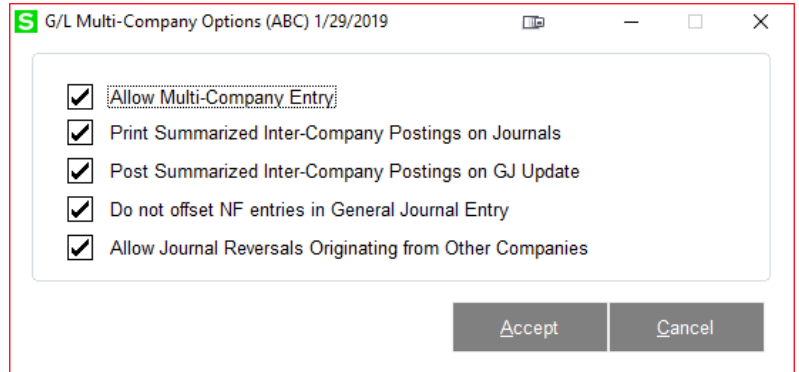 S G/L Multi-Company Options (ABC) 1/29/2019
Allow Multi-Company Entry
Print Summarized Inter-Company Postings on Journals
Post Summarized Inter-Company Postings on GJ Update
Do not offset NF entries in General Journal Entry
Allow Journal Reversals Originating from Other Companies
Accept Cancel